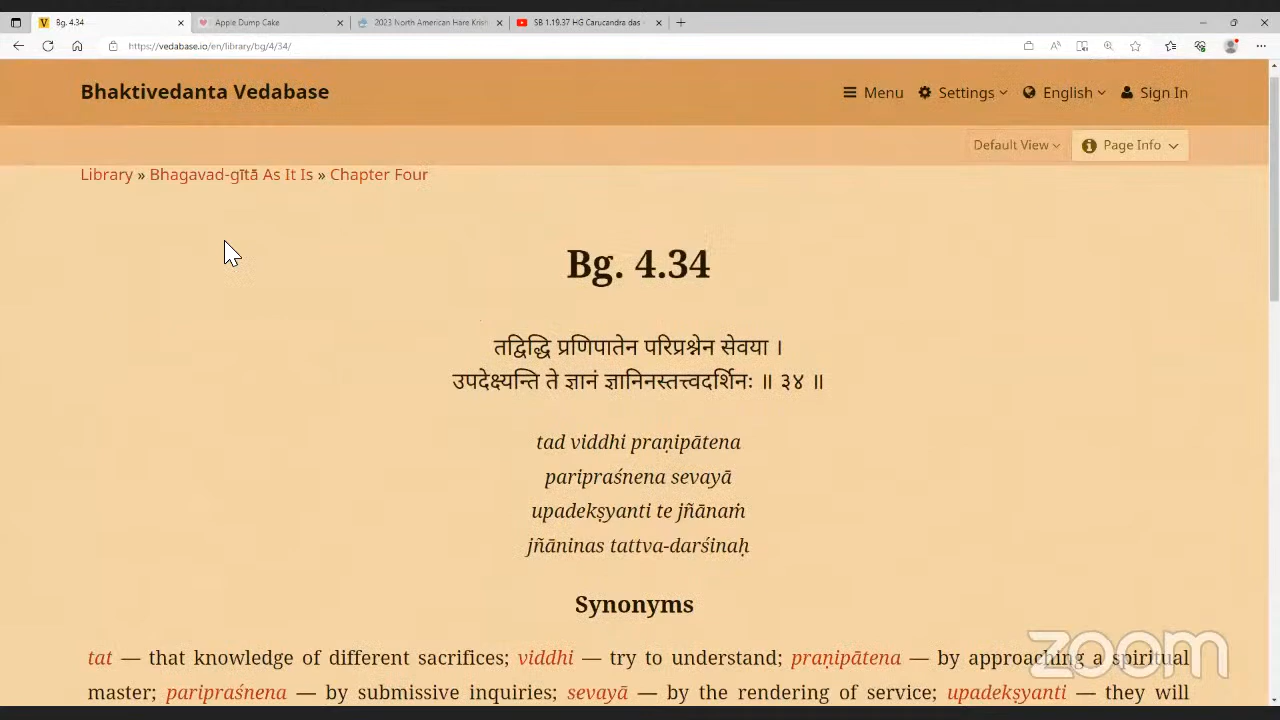 Bg. 4.34
Apple Dump Cake
2023 North American Hare Krish
SB 1.19.37 HG Carucandra das -
https://vedabase.io/en/library/bg/4/34/
Bhaktivedanta Vedabase
Menu
Settings
English
Sign In
Default View
Page Info
Library » Bhagavad-gītā As It Is » Chapter Four
Bg. 4.34
तद्विद्धि प्रणिपातेन परिप्रश्नेन सेवया ।
उपदेक्ष्यन्ति ते ज्ञानं ज्ञानिनस्तत्त्वदर्शिनः ॥ ३४ ॥
tad viddhi praṇipātena
paripraśnena sevayā
upadekṣyanti te jñānaṁ
jñāninas tattva-darśinaḥ
Synonyms
tat — that knowledge of different sacrifices; viddhi — try to understand; praṇipātena — by approaching a spiritual
master; paripraśnena — by submissive inquiries; sevayā — by the rendering of service; upadekṣyanti — they will
zoom